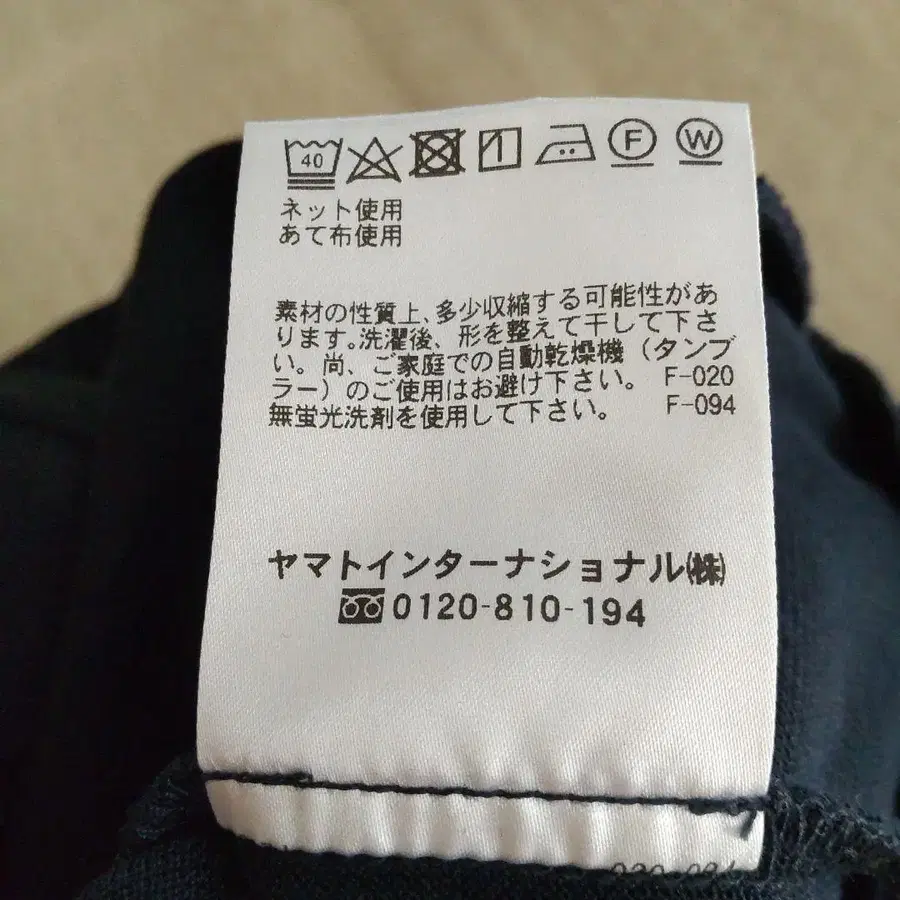 40
F W
ネット使用
あて布使用
素材の性質上、多少収縮する可能性があ
ります。洗濯後、形を整えて干して下さ
い。尚、ご家庭での自動乾燥機（タンブ
ラー）のご使用はお避け下さい。 F-020
無蛍光洗剤を使用して下さい。 F-094
ヤマトインターナショナル㈱
0120-810-194